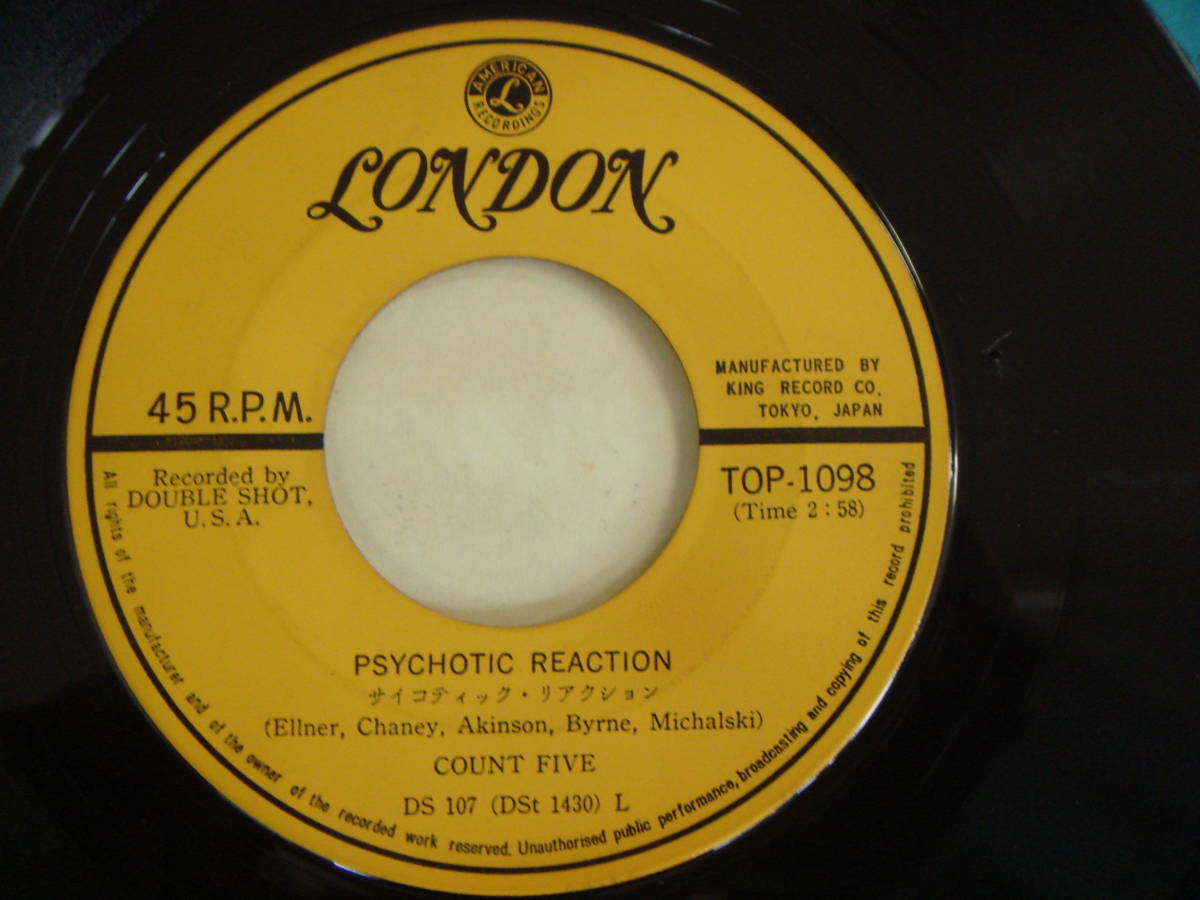 AMERICAN
L
RECORDINGS
LONDON
45 R.P.M.
MANUFACTURED BY
KING RECORD CO.
TOKYO, JAPAN
Recorded by
DOUBLE SHOT,
U.S.A.
TOP-1098
(Time 2:58)
PSYCHOTIC REACTION
サイコティック・リアクション
(Ellner, Chaney, Akinson, Byrne, Michalski)
COUNT FIVE
DS 107 (DSt 1430) L
All rights of the manufacturer and of the owner of the recorded work reserved. Unauthorised public performance, broadcasting and copying of this record prohibited